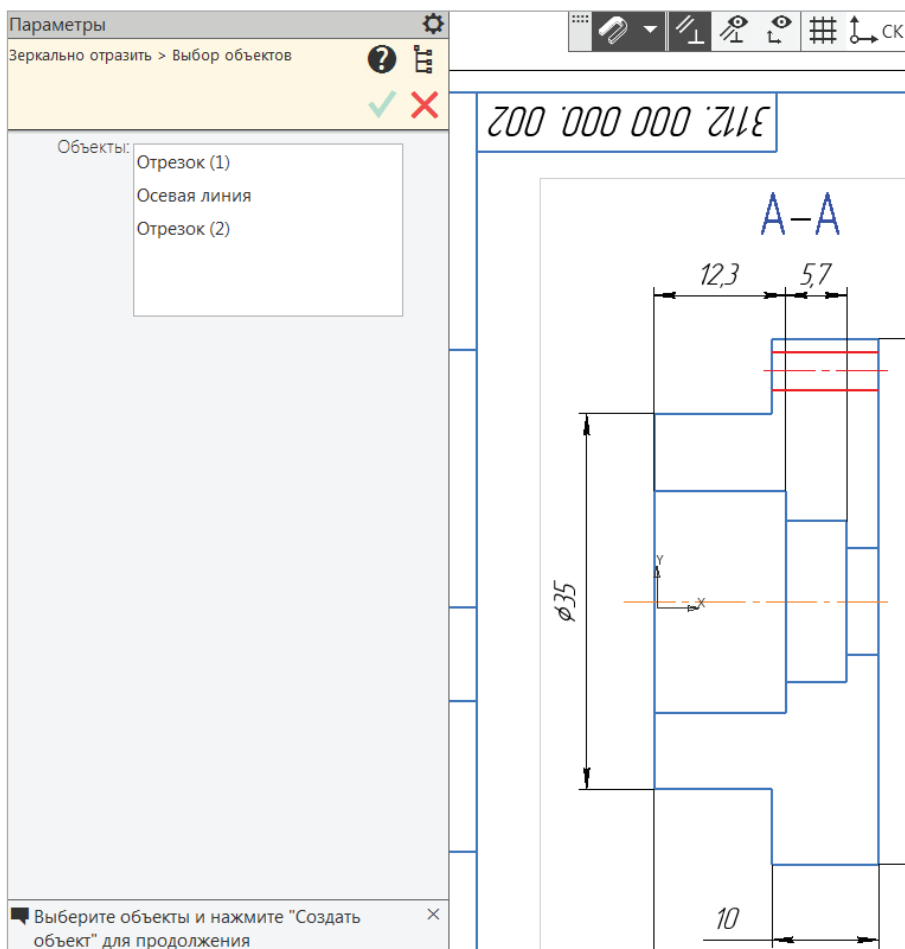 Параметры
Зеркально отразить > Выбор объектов
Объекты:
Отрезок (1)
Осевая линия
Отрезок (2)
Выберите объекты и нажмите "Создать
объект" для продолжения
СК
3112. 000 000. 002
А–А
12,3
5,7
⌀35
Y
X
10